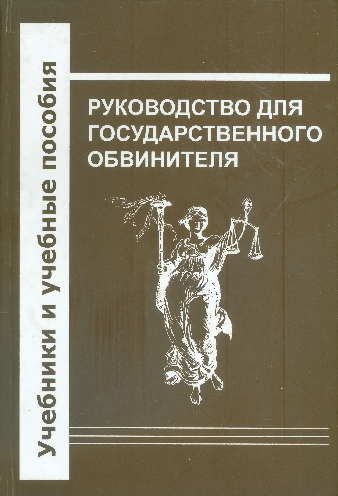 Учебники и учебные пособия
РУКОВОДСТВО ДЛЯ
ГОСУДАРСТВЕННОГО
ОБВИНИТЕЛЯ